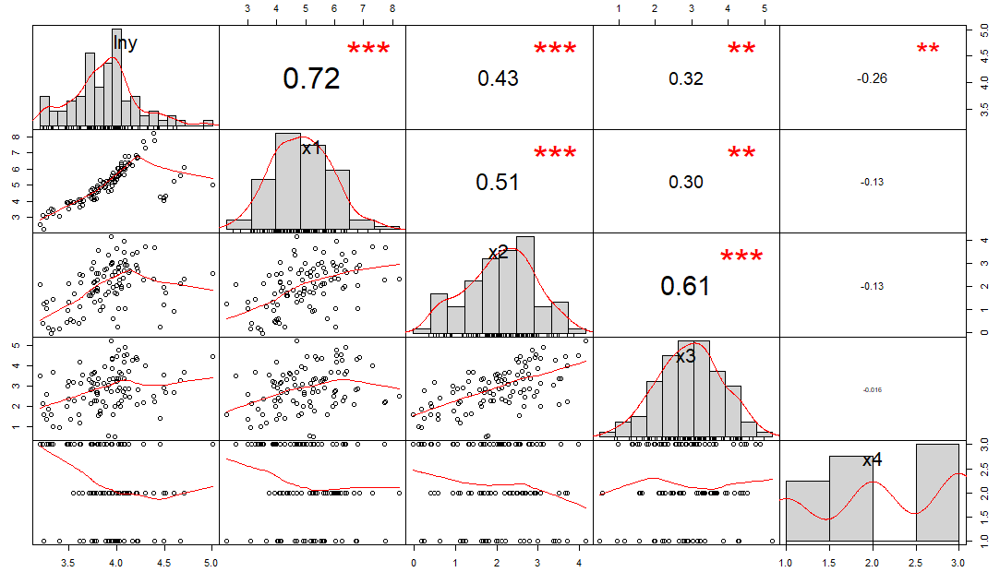 3 4 5 6 7 8 1 2 3 4 5
lny
0.72 ***
0.43 ***
0.32 **
-0.26 **
3.5 4.0 4.5 5.0
3 4 5 6 7 8
x1
0.51 ***
0.30 **
-0.13
x2
0.61 ***
-0.13
0 1 2 3 4
1 2 3 4 5
x3
-0.016
x4
1.0 1.5 2.0 2.5 3.0
3.5 4.0 4.5 5.0 0 1 2 3 4 1.0 1.5 2.0 2.5 3.0